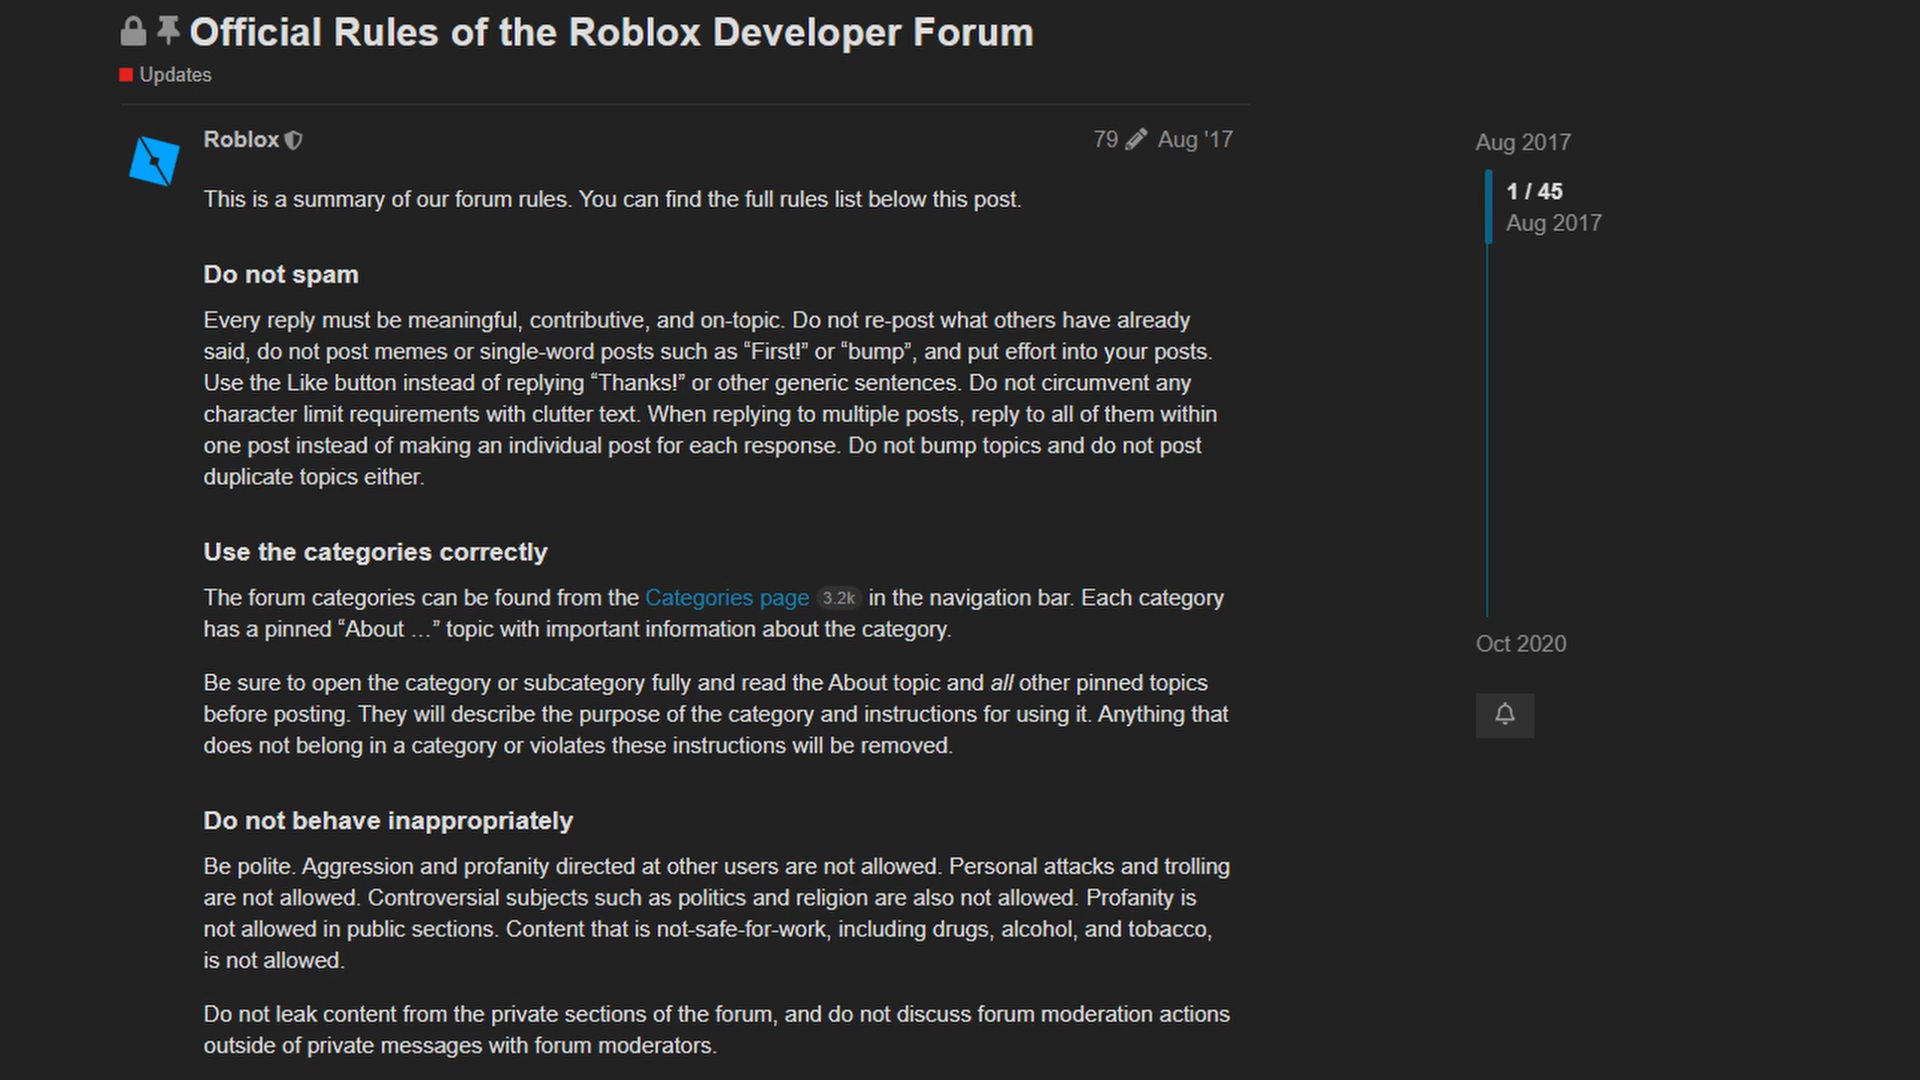 Official Rules of the Roblox Developer Forum
Updates
Roblox
79 Aug '17
This is a summary of our forum rules. You can find the full rules list below this post.
Do not spam
Every reply must be meaningful, contributive, and on-topic. Do not re-post what others have already
said, do not post memes or single-word posts such as “First!” or “bump”, and put effort into your posts.
Use the Like button instead of replying “Thanks!” or other generic sentences. Do not circumvent any
character limit requirements with clutter text. When replying to multiple posts, reply to all of them within
one post instead of making an individual post for each response. Do not bump topics and do not post
duplicate topics either.
Use the categories correctly
The forum categories can be found from the Categories page 3.2k in the navigation bar. Each category
has a pinned “About …” topic with important information about the category.
Be sure to open the category or subcategory fully and read the About topic and all other pinned topics
before posting. They will describe the purpose of the category and instructions for using it. Anything that
does not belong in a category or violates these instructions will be removed.
Do not behave inappropriately
Be polite. Aggression and profanity directed at other users are not allowed. Personal attacks and trolling
are not allowed. Controversial subjects such as politics and religion are also not allowed. Profanity is
not allowed in public sections. Content that is not-safe-for-work, including drugs, alcohol, and tobacco,
is not allowed.
Do not leak content from the private sections of the forum, and do not discuss forum moderation actions
outside of private messages with forum moderators.
Aug 2017
1 / 45
Aug 2017
Oct 2020